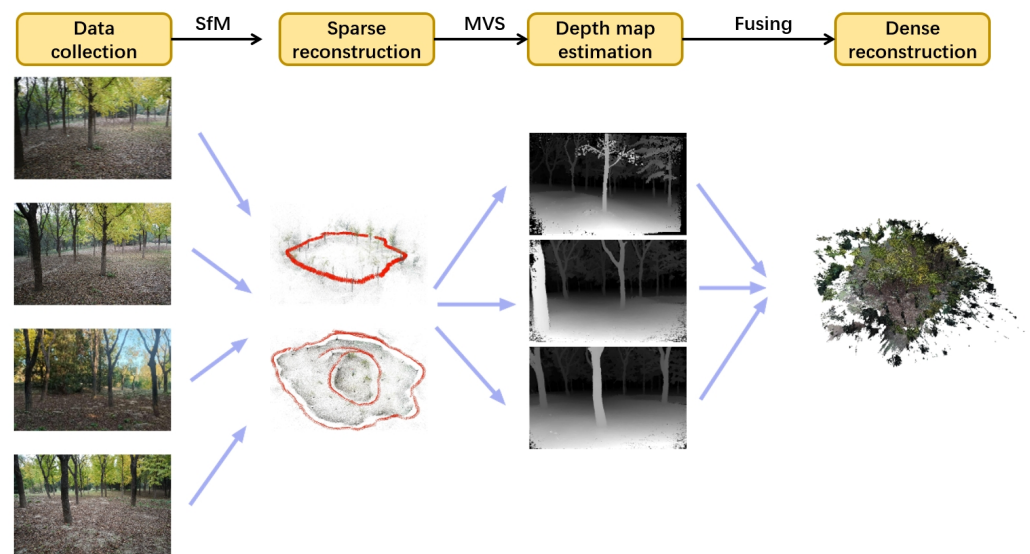 Data
collection
SfM
Sparse
reconstruction
MVS
Depth map
estimation
Fusing
Dense
reconstruction